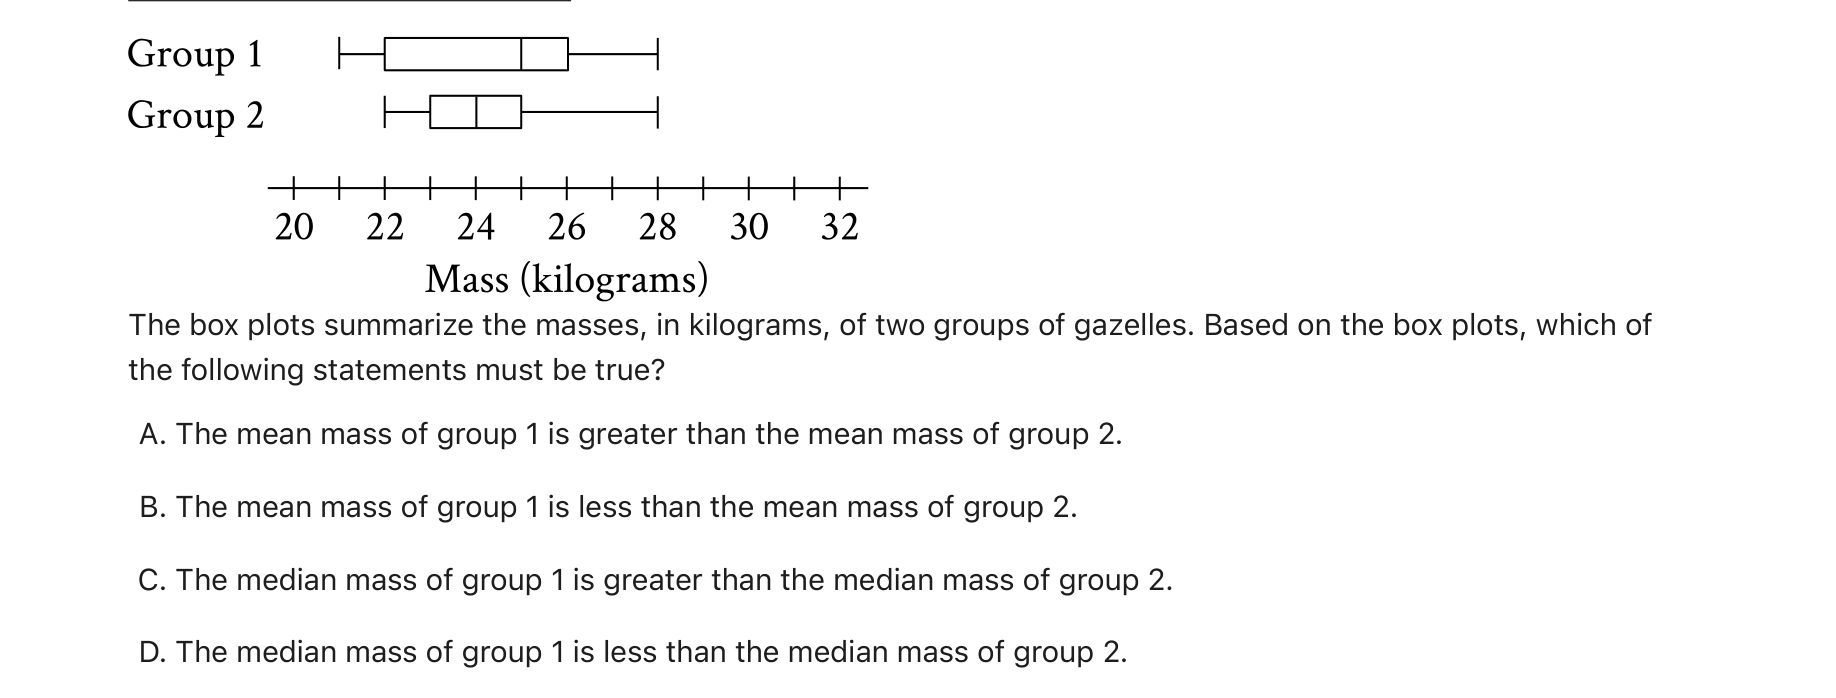 Group 1
Group 2
20 22 24 26 28 30 32
Mass (kilograms)
The box plots summarize the masses, in kilograms, of two groups of gazelles. Based on the box plots, which of
the following statements must be true?
A. The mean mass of group 1 is greater than the mean mass of group 2.
B. The mean mass of group 1 is less than the mean mass of group 2.
C. The median mass of group 1 is greater than the median mass of group 2.
D. The median mass of group 1 is less than the median mass of group 2.